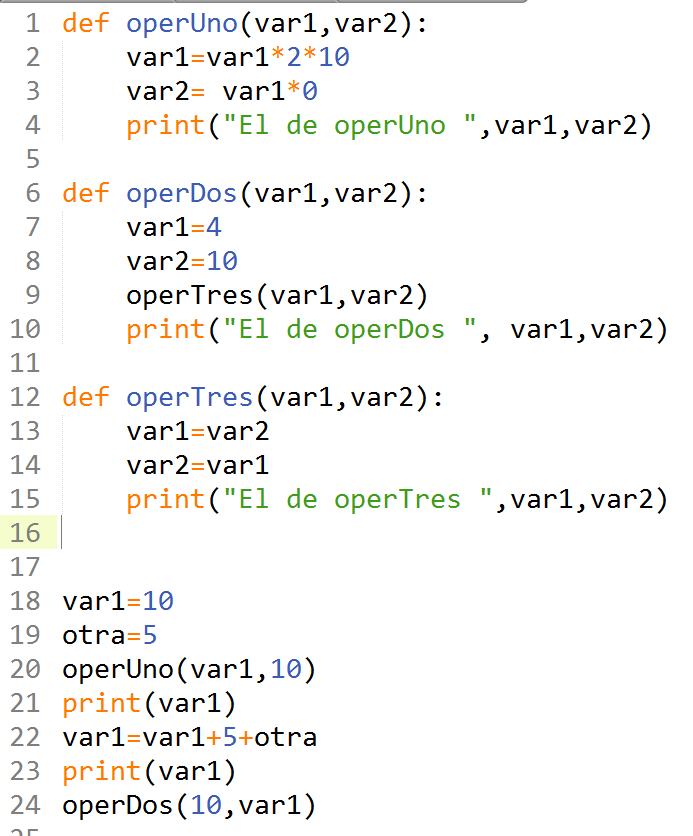 1 def operUno(var1,var2):
2     var1=var1*2*10
3     var2= var1*0
4     print("El de operUno ",var1,var2)
5
6 def operDos(var1,var2):
7     var1=4
8     var2=10
9     operTres(var1,var2)
10     print("El de operDos ", var1,var2)
11
12 def operTres(var1,var2):
13     var1=var2
14     var2=var1
15     print("El de operTres ",var1,var2)
16
17
18 var1=10
19 otra=5
20 operUno(var1,10)
21 print(var1)
22 var1=var1+5+otra
23 print(var1)
24 operDos(10,var1)